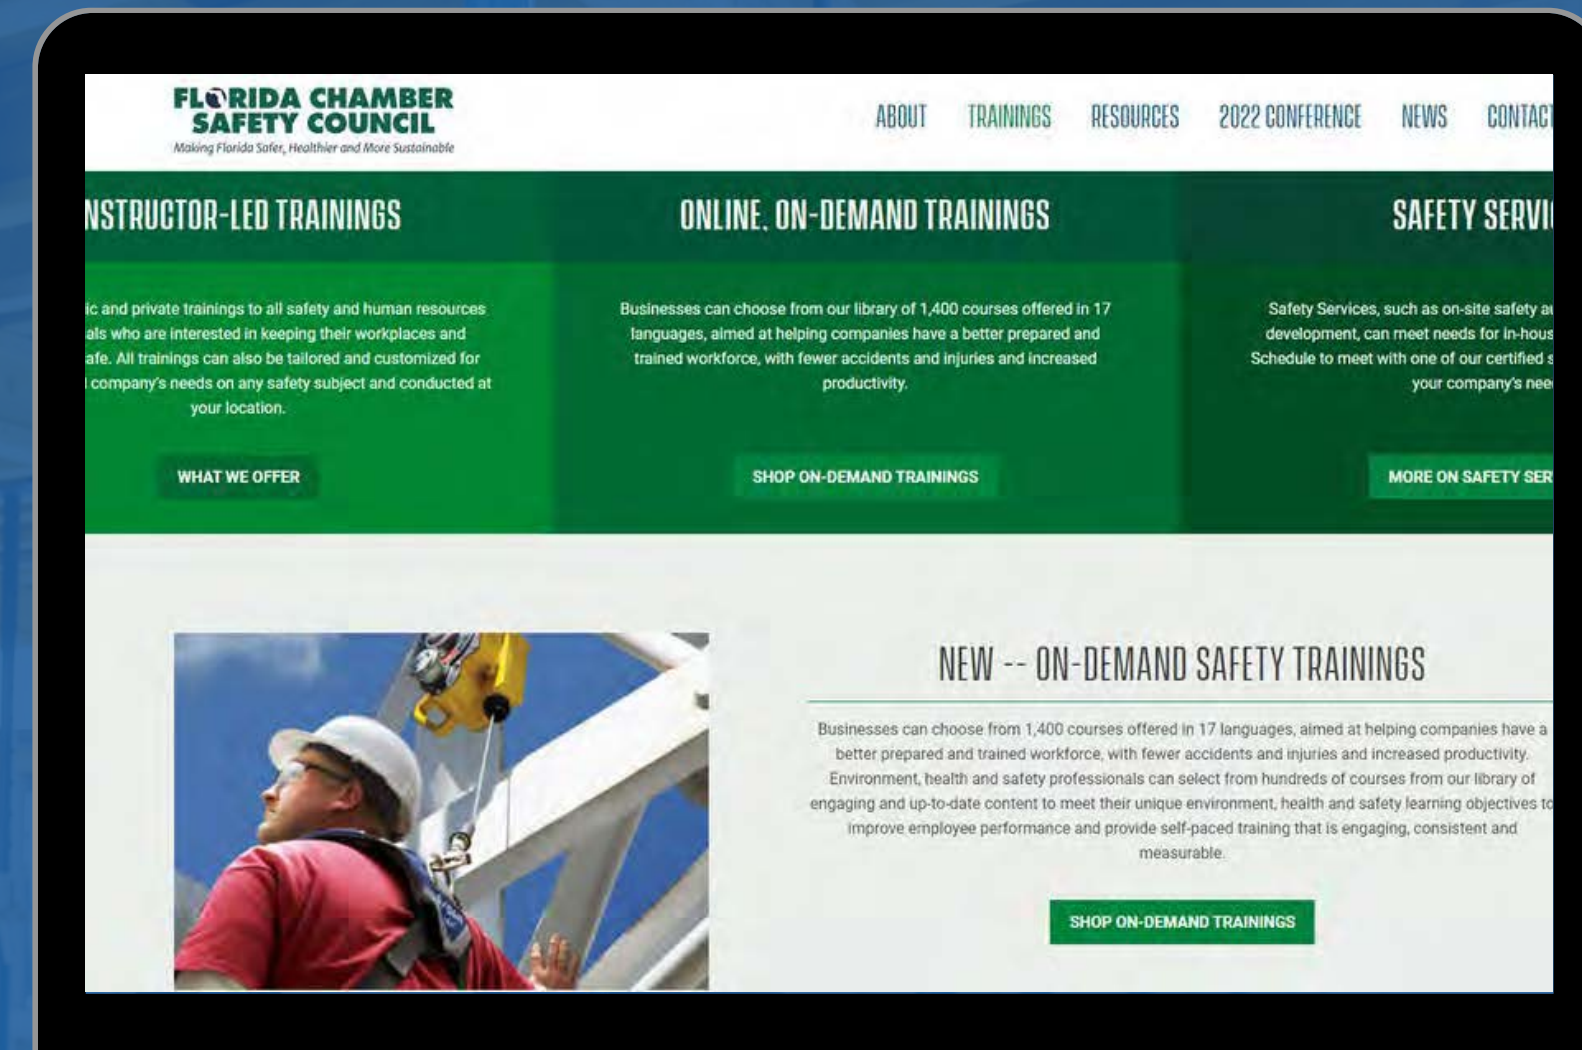 FLORIDA CHAMBER
SAFETY COUNCIL
Making Florida Safer, Healthier and More Sustainable
ABOUT TRAININGS RESOURCES 2022 CONFERENCE NEWS CONTACT
NSTRUCTOR-LED TRAININGS
ic and private trainings to all safety and human resources
als who are interested in keeping their workplaces and
afe. All trainings can also be tailored and customized for
company's needs on any safety subject and conducted at
your location.
WHAT WE OFFER
ONLINE, ON-DEMAND TRAININGS
Businesses can choose from our library of 1,400 courses offered in 17
languages, aimed at helping companies have a better prepared and
trained workforce, with fewer accidents and injuries and increased
productivity.
SHOP ON-DEMAND TRAININGS
SAFETY SERVI
Safety Services, such as on-site safety au
development, can meet needs for in-hous
Schedule to meet with one of our certified s
your company's nee
MORE ON SAFETY SER
NEW -- ON-DEMAND SAFETY TRAININGS
Businesses can choose from 1,400 courses offered in 17 languages, aimed at helping companies have a
better prepared and trained workforce, with fewer accidents and injuries and increased productivity.
Environment, health and safety professionals can select from hundreds of courses from our library of
engaging and up-to-date content to meet their unique environment, health and safety learning objectives to
improve employee performance and provide self-paced training that is engaging, consistent and
measurable.
SHOP ON-DEMAND TRAININGS